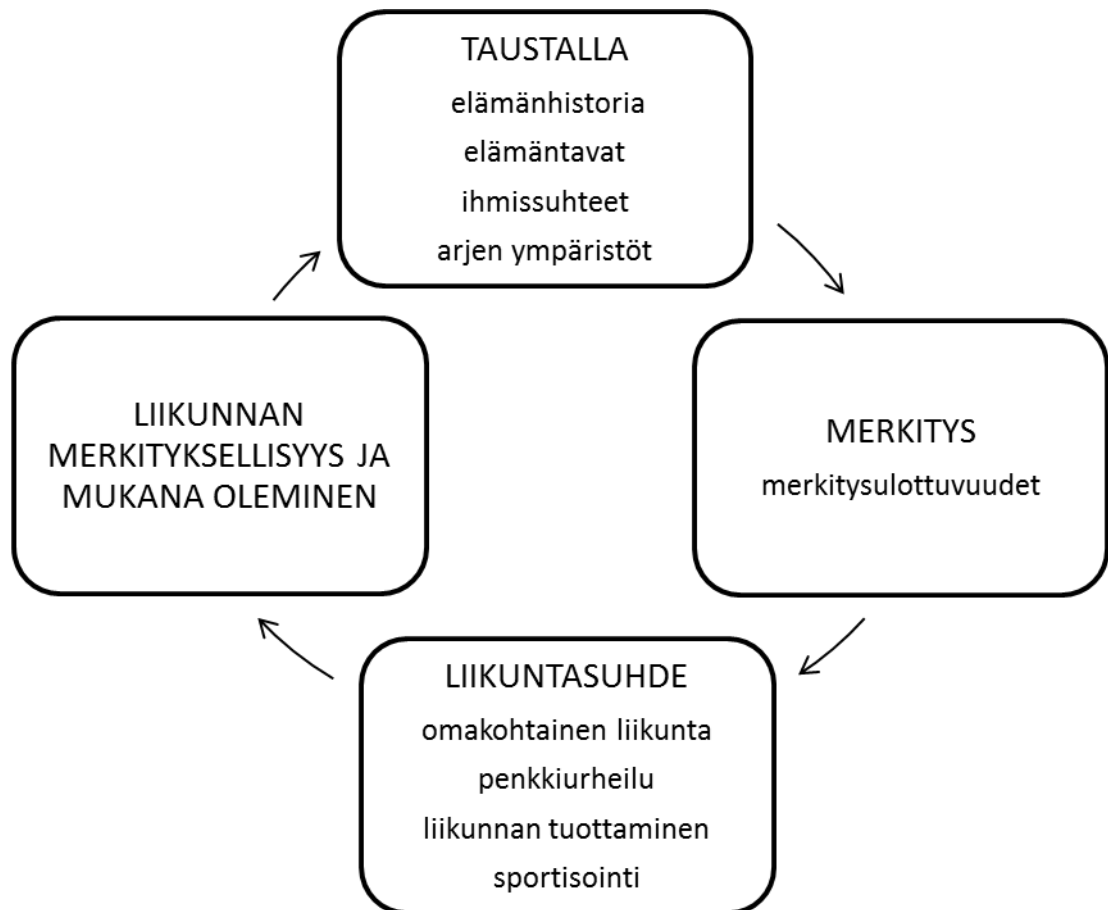 TAUSTALLA
elämänhistoria
elämäntavat
ihmissuhteet
arjen ympäristöt
MERKITYS
merkitysulottuvuudet
LIIKUNTASUHDE
omakohtainen liikunta
penkkiurheilu
liikunnan tuottaminen
sportisointi
LIIKUNNAN
MERKITYKSELLISYYS JA
MUKANA OLEMINEN